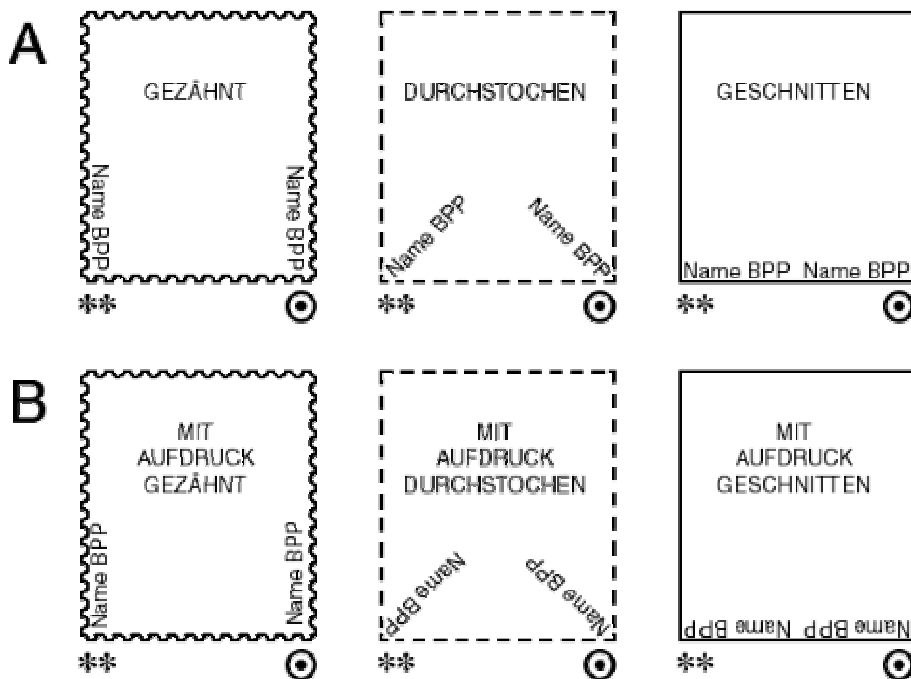 A
GEZÄHNT
Name BPP
Name BPP
**
DURCHSTOCHEN
Name BPP
Name BPP
**
GESCHNITTEN
Name BPP
Name BPP
**
B
MIT
AUFDRUCK
GEZÄHNT
Name BPP
Name BPP
**
MIT
AUFDRUCK
DURCHSTOCHEN
Name BPP
Name BPP
**
MIT
AUFDRUCK
GESCHNITTEN
Name BPP
Name BPP
**